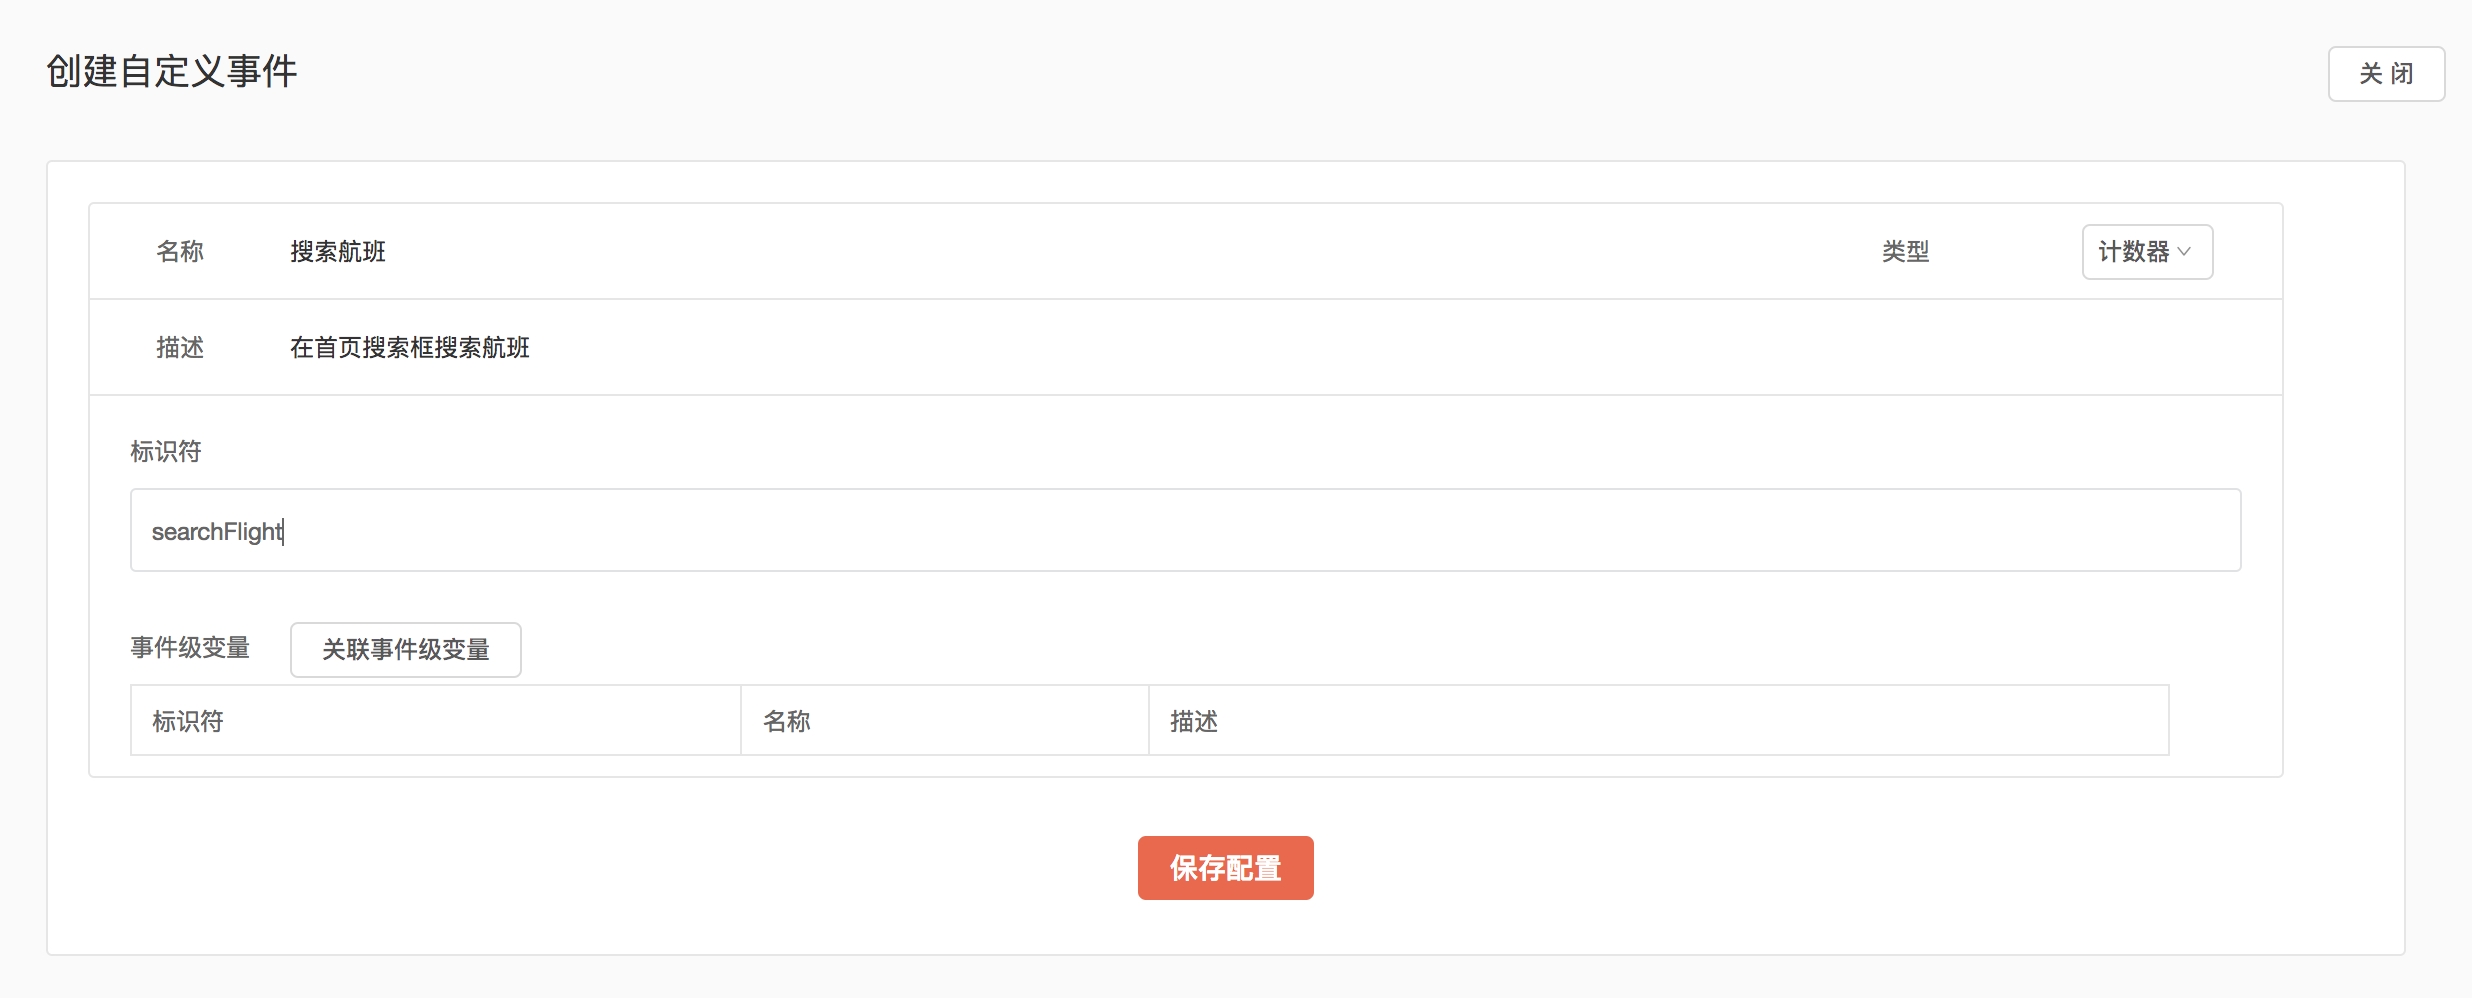 创建自定义事件
关 闭
名称 搜索航班 类型 计数器
描述 在首页搜索框搜索航班
标识符
searchFlight
事件级变量 关联事件级变量
标识符 名称 描述
保存配置